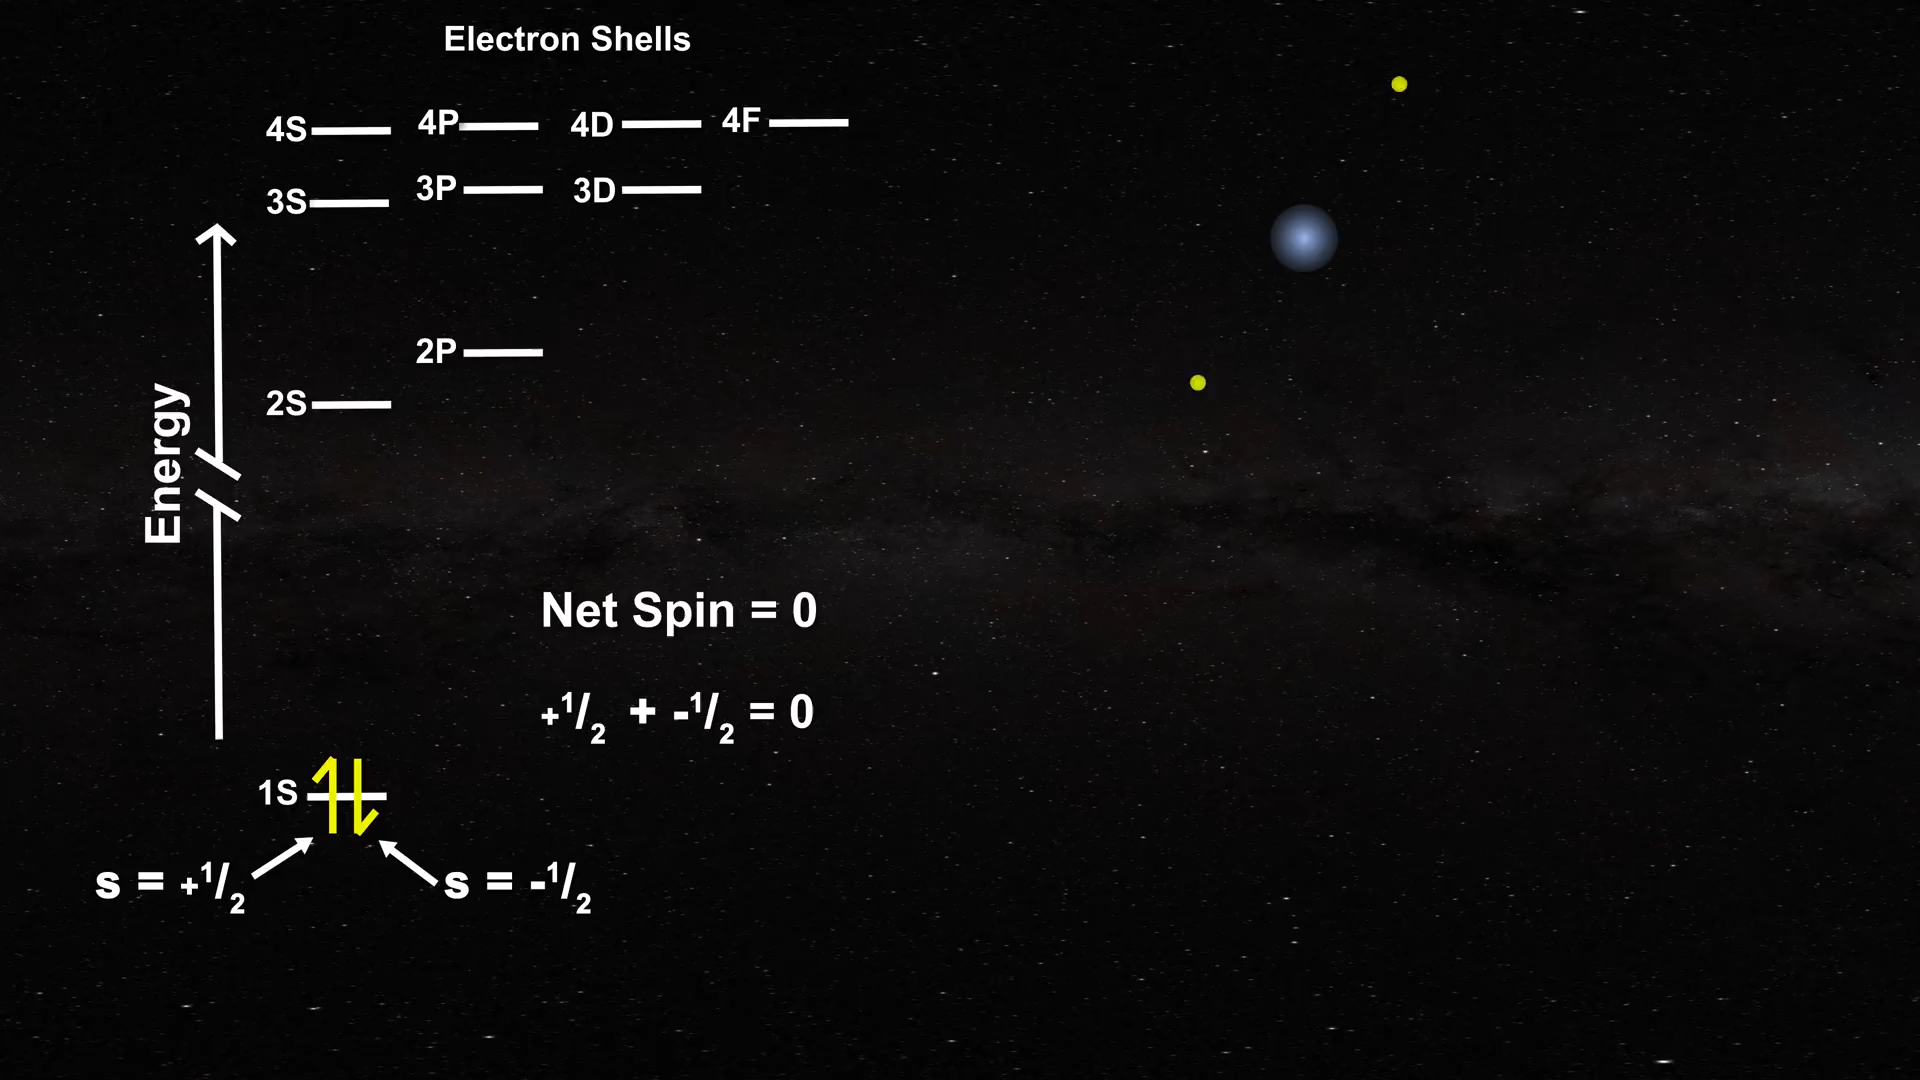 Electron Shells
4S 4P 4D 4F
3S 3P 3D
2P
2S
Energy
Net Spin = 0
+1/2 + -1/2 = 0
1S
s = +1/2 s = -1/2